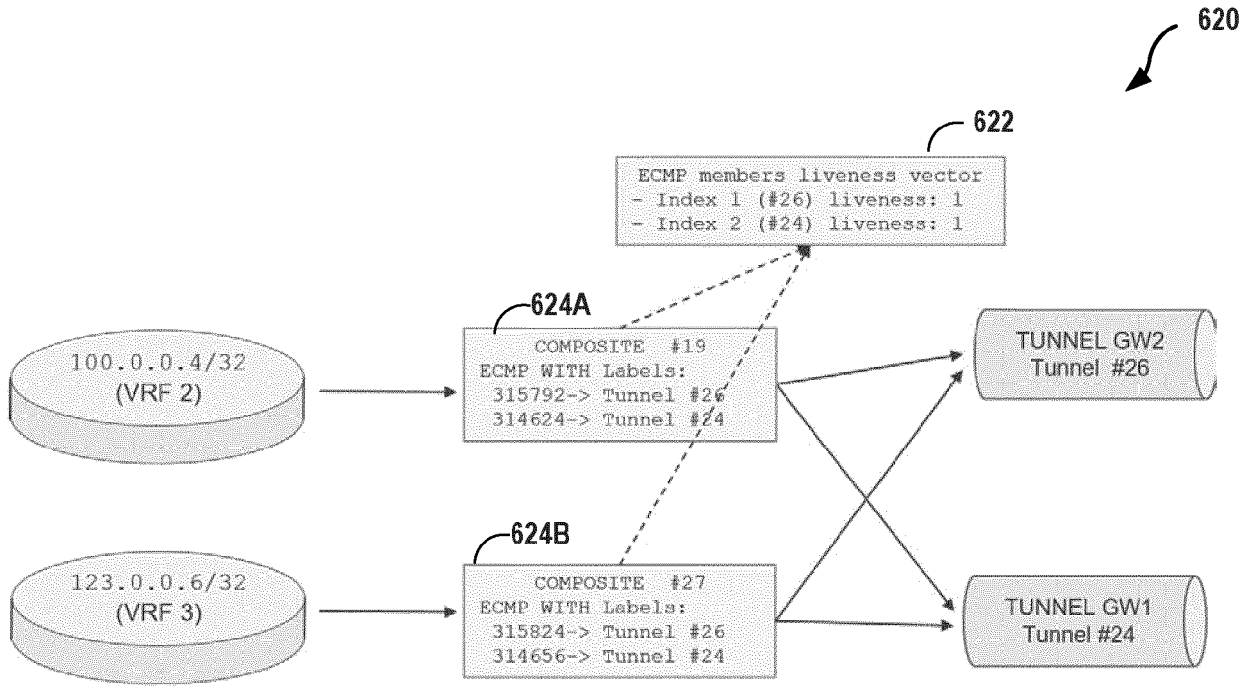 620
622
ECMP members liveness vector
- Index 1 (#26) liveness: 1
- Index 2 (#24) liveness: 1
624A
100.0.0.4/32
(VRF 2)
COMPOSITE #19
ECMP WITH Labels:
315792-> Tunnel #26
314624-> Tunnel #24
TUNNEL GW2
Tunnel #26
624B
123.0.0.6/32
(VRF 3)
COMPOSITE #27
ECMP WITH Labels:
315824-> Tunnel #26
314656-> Tunnel #24
TUNNEL GW1
Tunnel #24